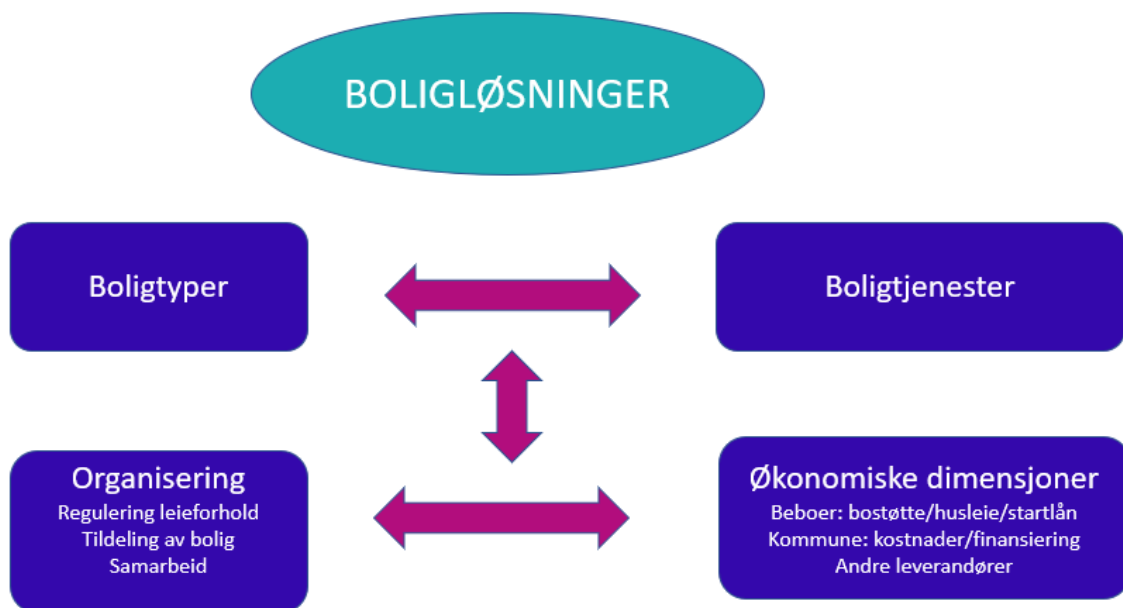 BOLIGLØSNINGER
Boligtyper
Boligtjenester
Organisering
Regulering leieforhold
Tildeling av bolig
Samarbeid
Økonomiske dimensjoner
Beboer: bostøtte/husleie/startlån
Kommune: kostnader/finansiering
Andre leverandører